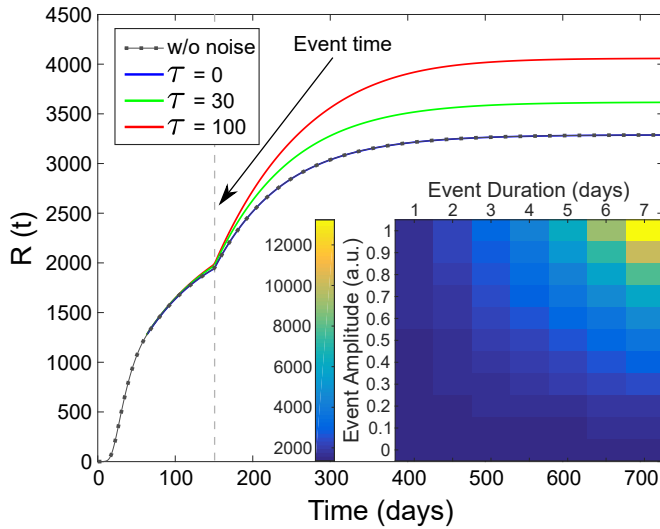 w/o noise
τ = 0
τ = 30
τ = 100
Event time
R (t)
4500
4000
3500
3000
2500
2000
1500
1000
500
0
0 100 200 300 400 500 600 700
Time (days)
Event Duration (days)
1 2 3 4 5 6 7
Event Amplitude (a.u.)
1
0.9
0.8
0.7
0.6
0.5
0.4
0.3
0.2
0.1
0
12000
10000
8000
6000
4000
2000